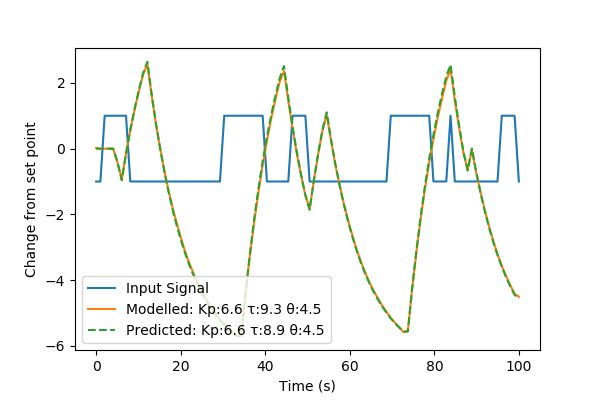 Change from set point
2
0
−2
−4
−6
Input Signal
Modelled: Kp:6.6 τ:9.3 θ:4.5
Predicted: Kp:6.6 τ:8.9 θ:4.5
0 20 40 60 80 100
Time (s)